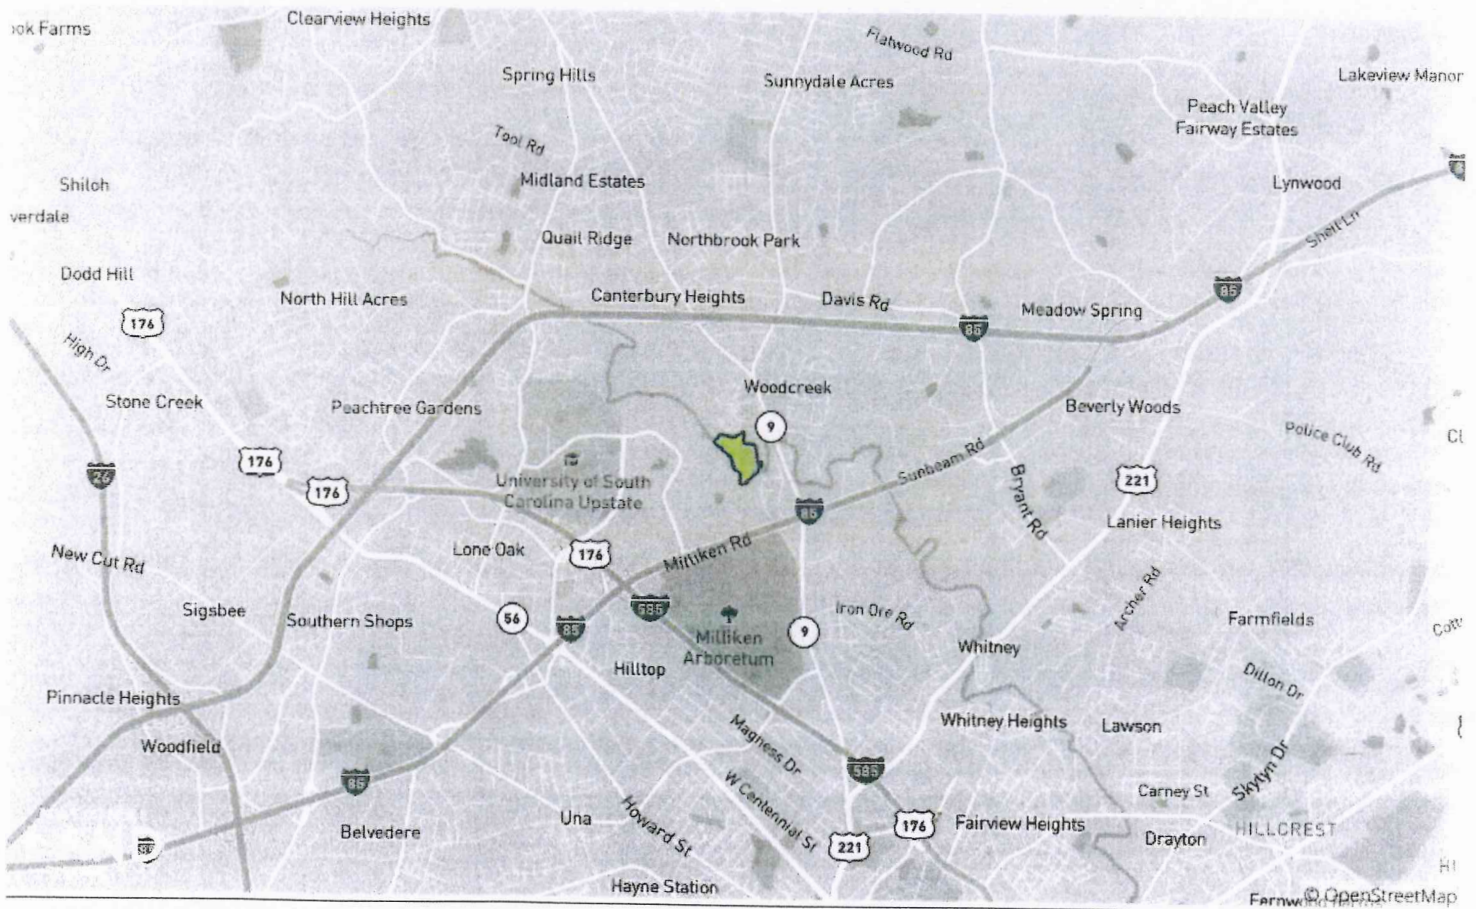 ok Farms
Clearview Heights
Flatwood Rd
Spring Hills
Sunnydale Acres
Lakeview Manor
Peach Valley
Fairway Estates
Tool Rd
Midland Estates
Shiloh
Lynwood
verdale
Shell Ln
Quail Ridge
Northbrook Park
Dodd Hill
North Hill Acres
Canterbury Heights
Davis Rd
85
Meadow Spring
176
85
High Dr
Woodcreek
Stone Creek
Peachtree Gardens
Beverly Woods
9
Police Club Rd
Cl
176
26
176
University of South
Carolina Upstate
Sunbeam Rd
221
Bryant Rd
85
Lanier Heights
New Cut Rd
Lone Oak
176
Milliken Rd
Archer Rd
Sigsbee
Southern Shops
56
85
585
Milliken
Arboretum
9
Iron Ore Rd
Farmfields
Cott
Whitney
Hilltop
Dillon Dr
Pinnacle Heights
Woodfield
Magness Dr
Whitney Heights
Lawson
585
Skylyn Dr
85
W Centennial St
Carney St
Belvedere
Una
Howard St
176
Fairview Heights
HILLCREST
221
Drayton
Hayne Station
Fernw
© OpenStreetMap